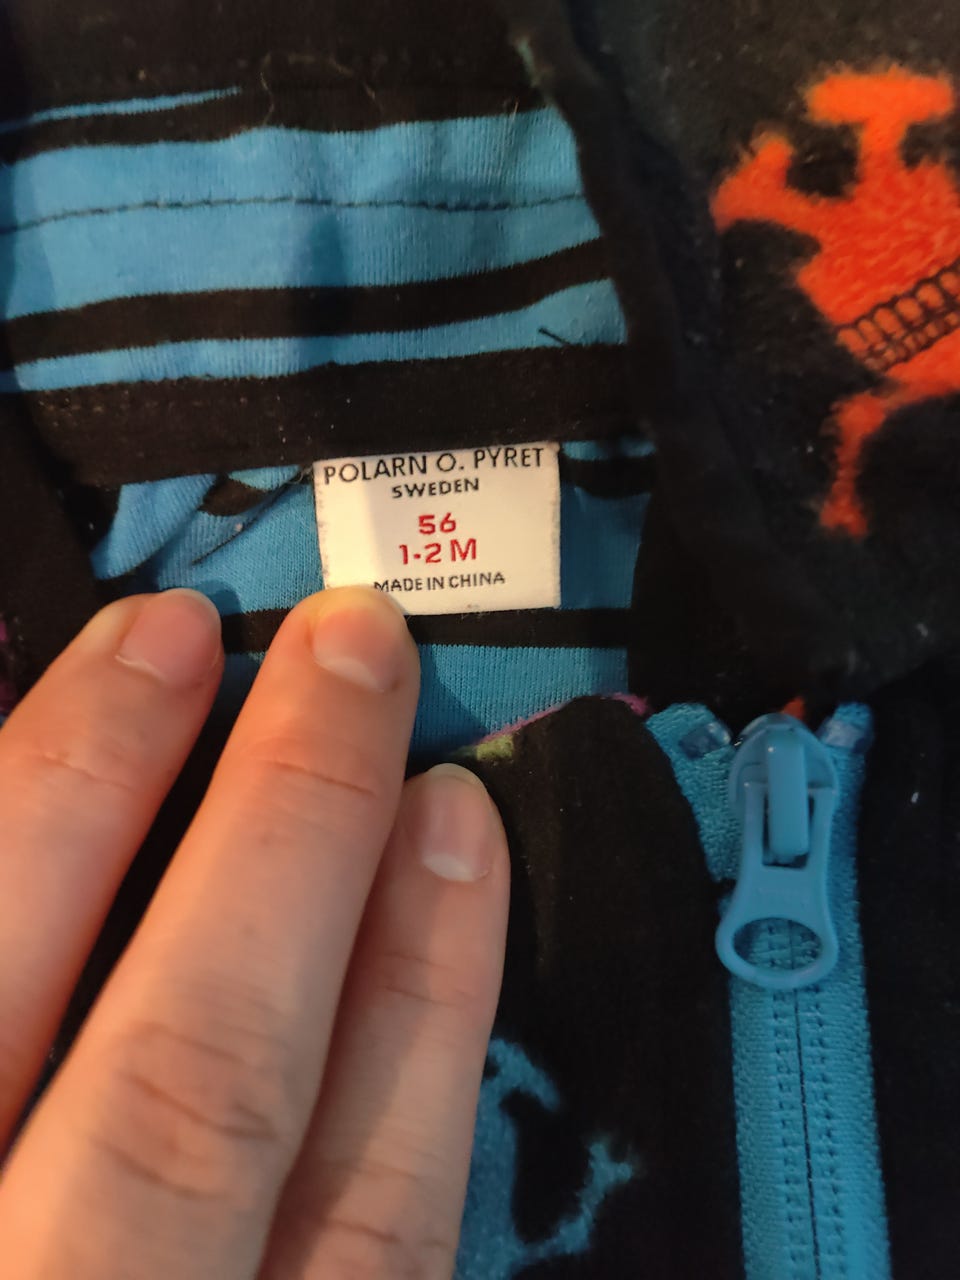 POLARN O. PYRET
SWEDEN
56
1-2 M
MADE IN CHINA